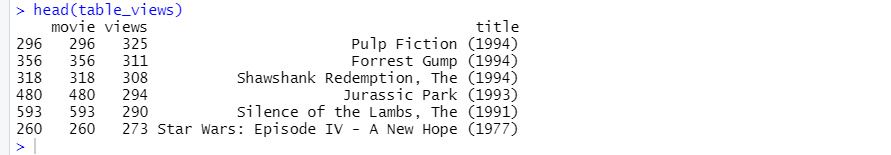 > head(table_views)
movie views title
296 296 325 Pulp Fiction (1994)
356 356 311 Forrest Gump (1994)
318 318 308 Shawshank Redemption, The (1994)
480 480 294 Jurassic Park (1993)
593 593 290 Silence of the Lambs, The (1991)
260 260 273 Star Wars: Episode IV - A New Hope (1977)
>